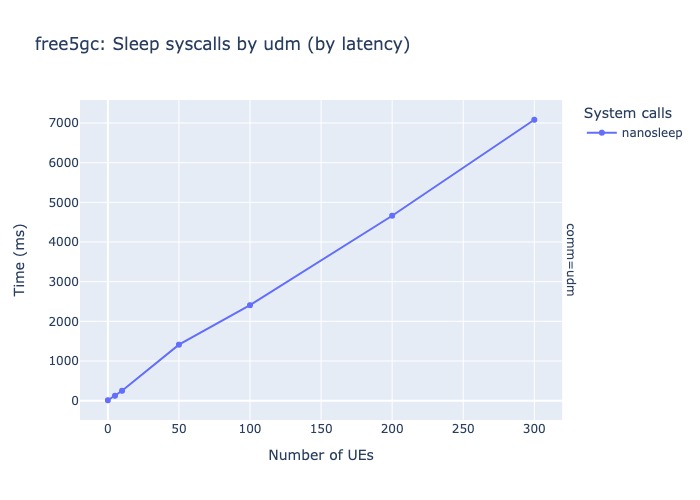 free5gc: Sleep syscalls by udm (by latency)
System calls
nanosleep
7000
6000
5000
4000
3000
2000
1000
0
Time (ms)
comm=udm
0 50 100 150 200 250 300
Number of UEs